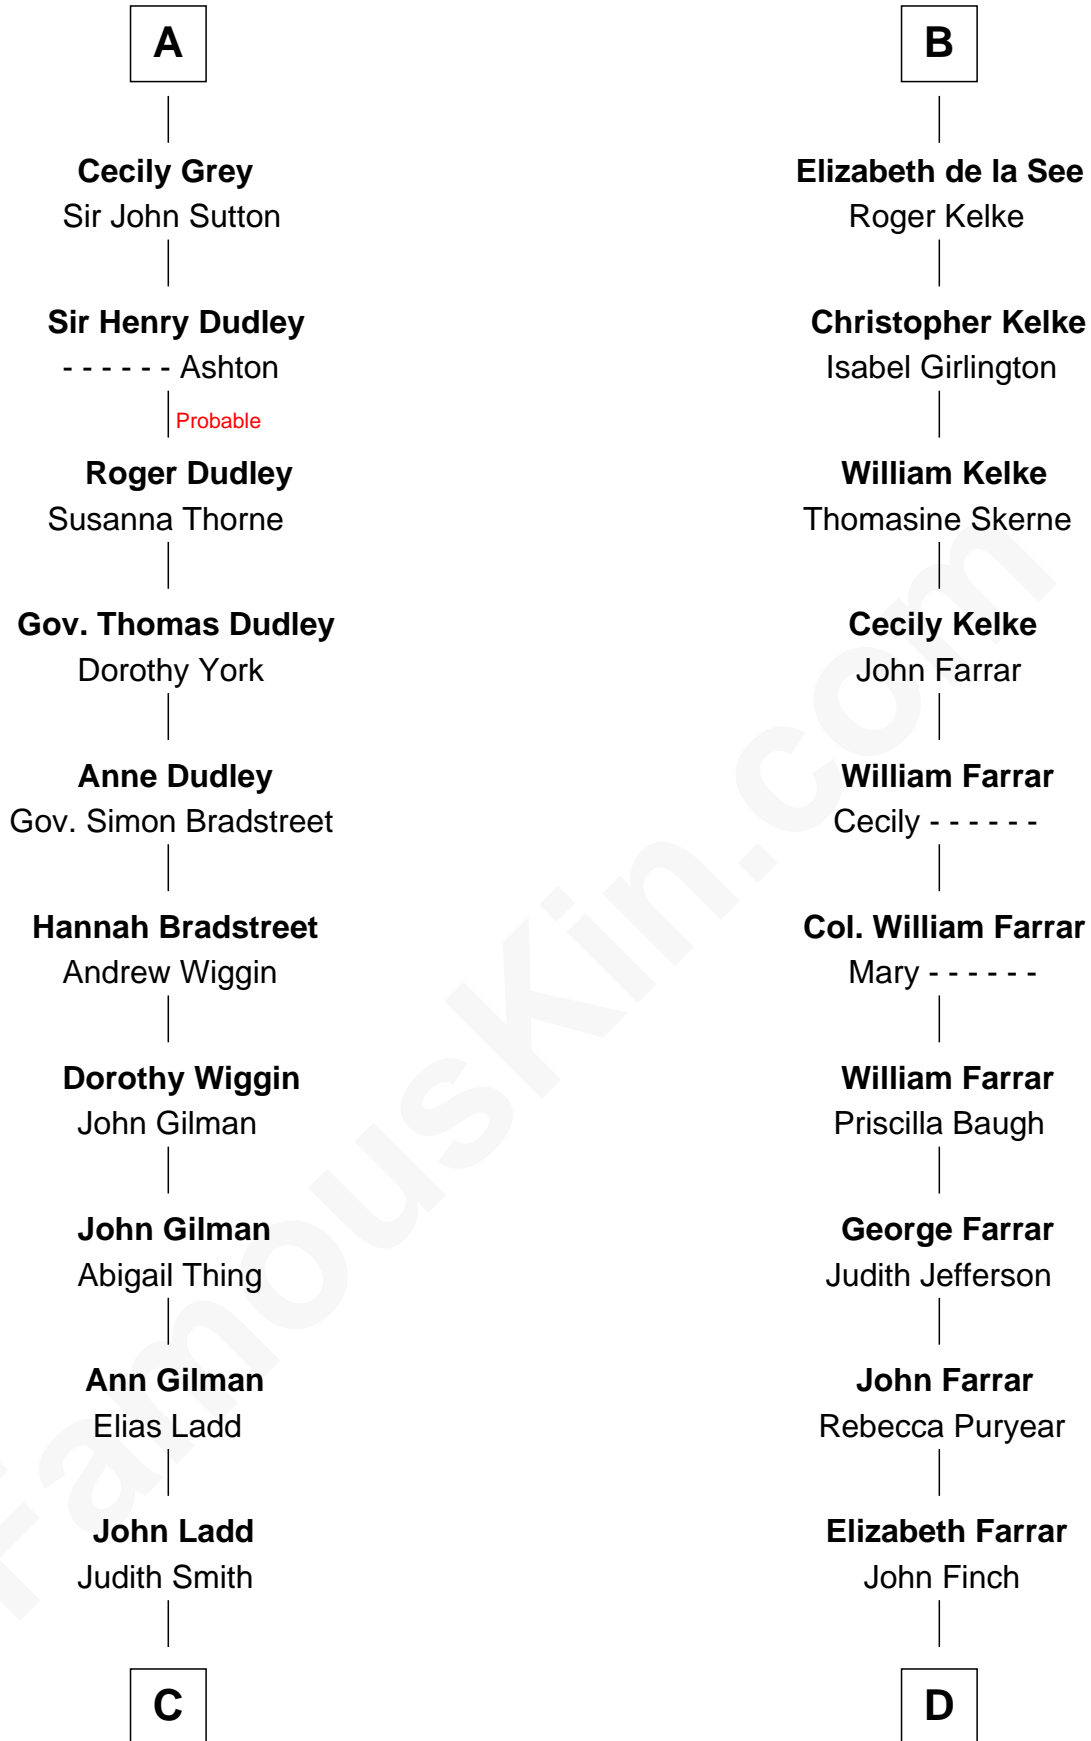 A
Cecily Grey
Sir John Sutton
Sir Henry Dudley
- - - - - - Ashton
Probable
Roger Dudley
Susanna Thorne
Gov. Thomas Dudley
Dorothy York
Anne Dudley
Gov. Simon Bradstreet
Hannah Bradstreet
Andrew Wiggin
Dorothy Wiggin
John Gilman
John Gilman
Abigail Thing
Ann Gilman
Elias Ladd
John Ladd
Judith Smith
C
B
Elizabeth de la See
Roger Kelke
Christopher Kelke
Isabel Girlington
William Kelke
Thomasine Skerne
Cecily Kelke
John Farrar
William Farrar
Cecily - - - - - -
Col. William Farrar
Mary - - - - - -
William Farrar
Priscilla Baugh
George Farrar
Judith Jefferson
John Farrar
Rebecca Puryear
Elizabeth Farrar
John Finch
D
FamousKin.com